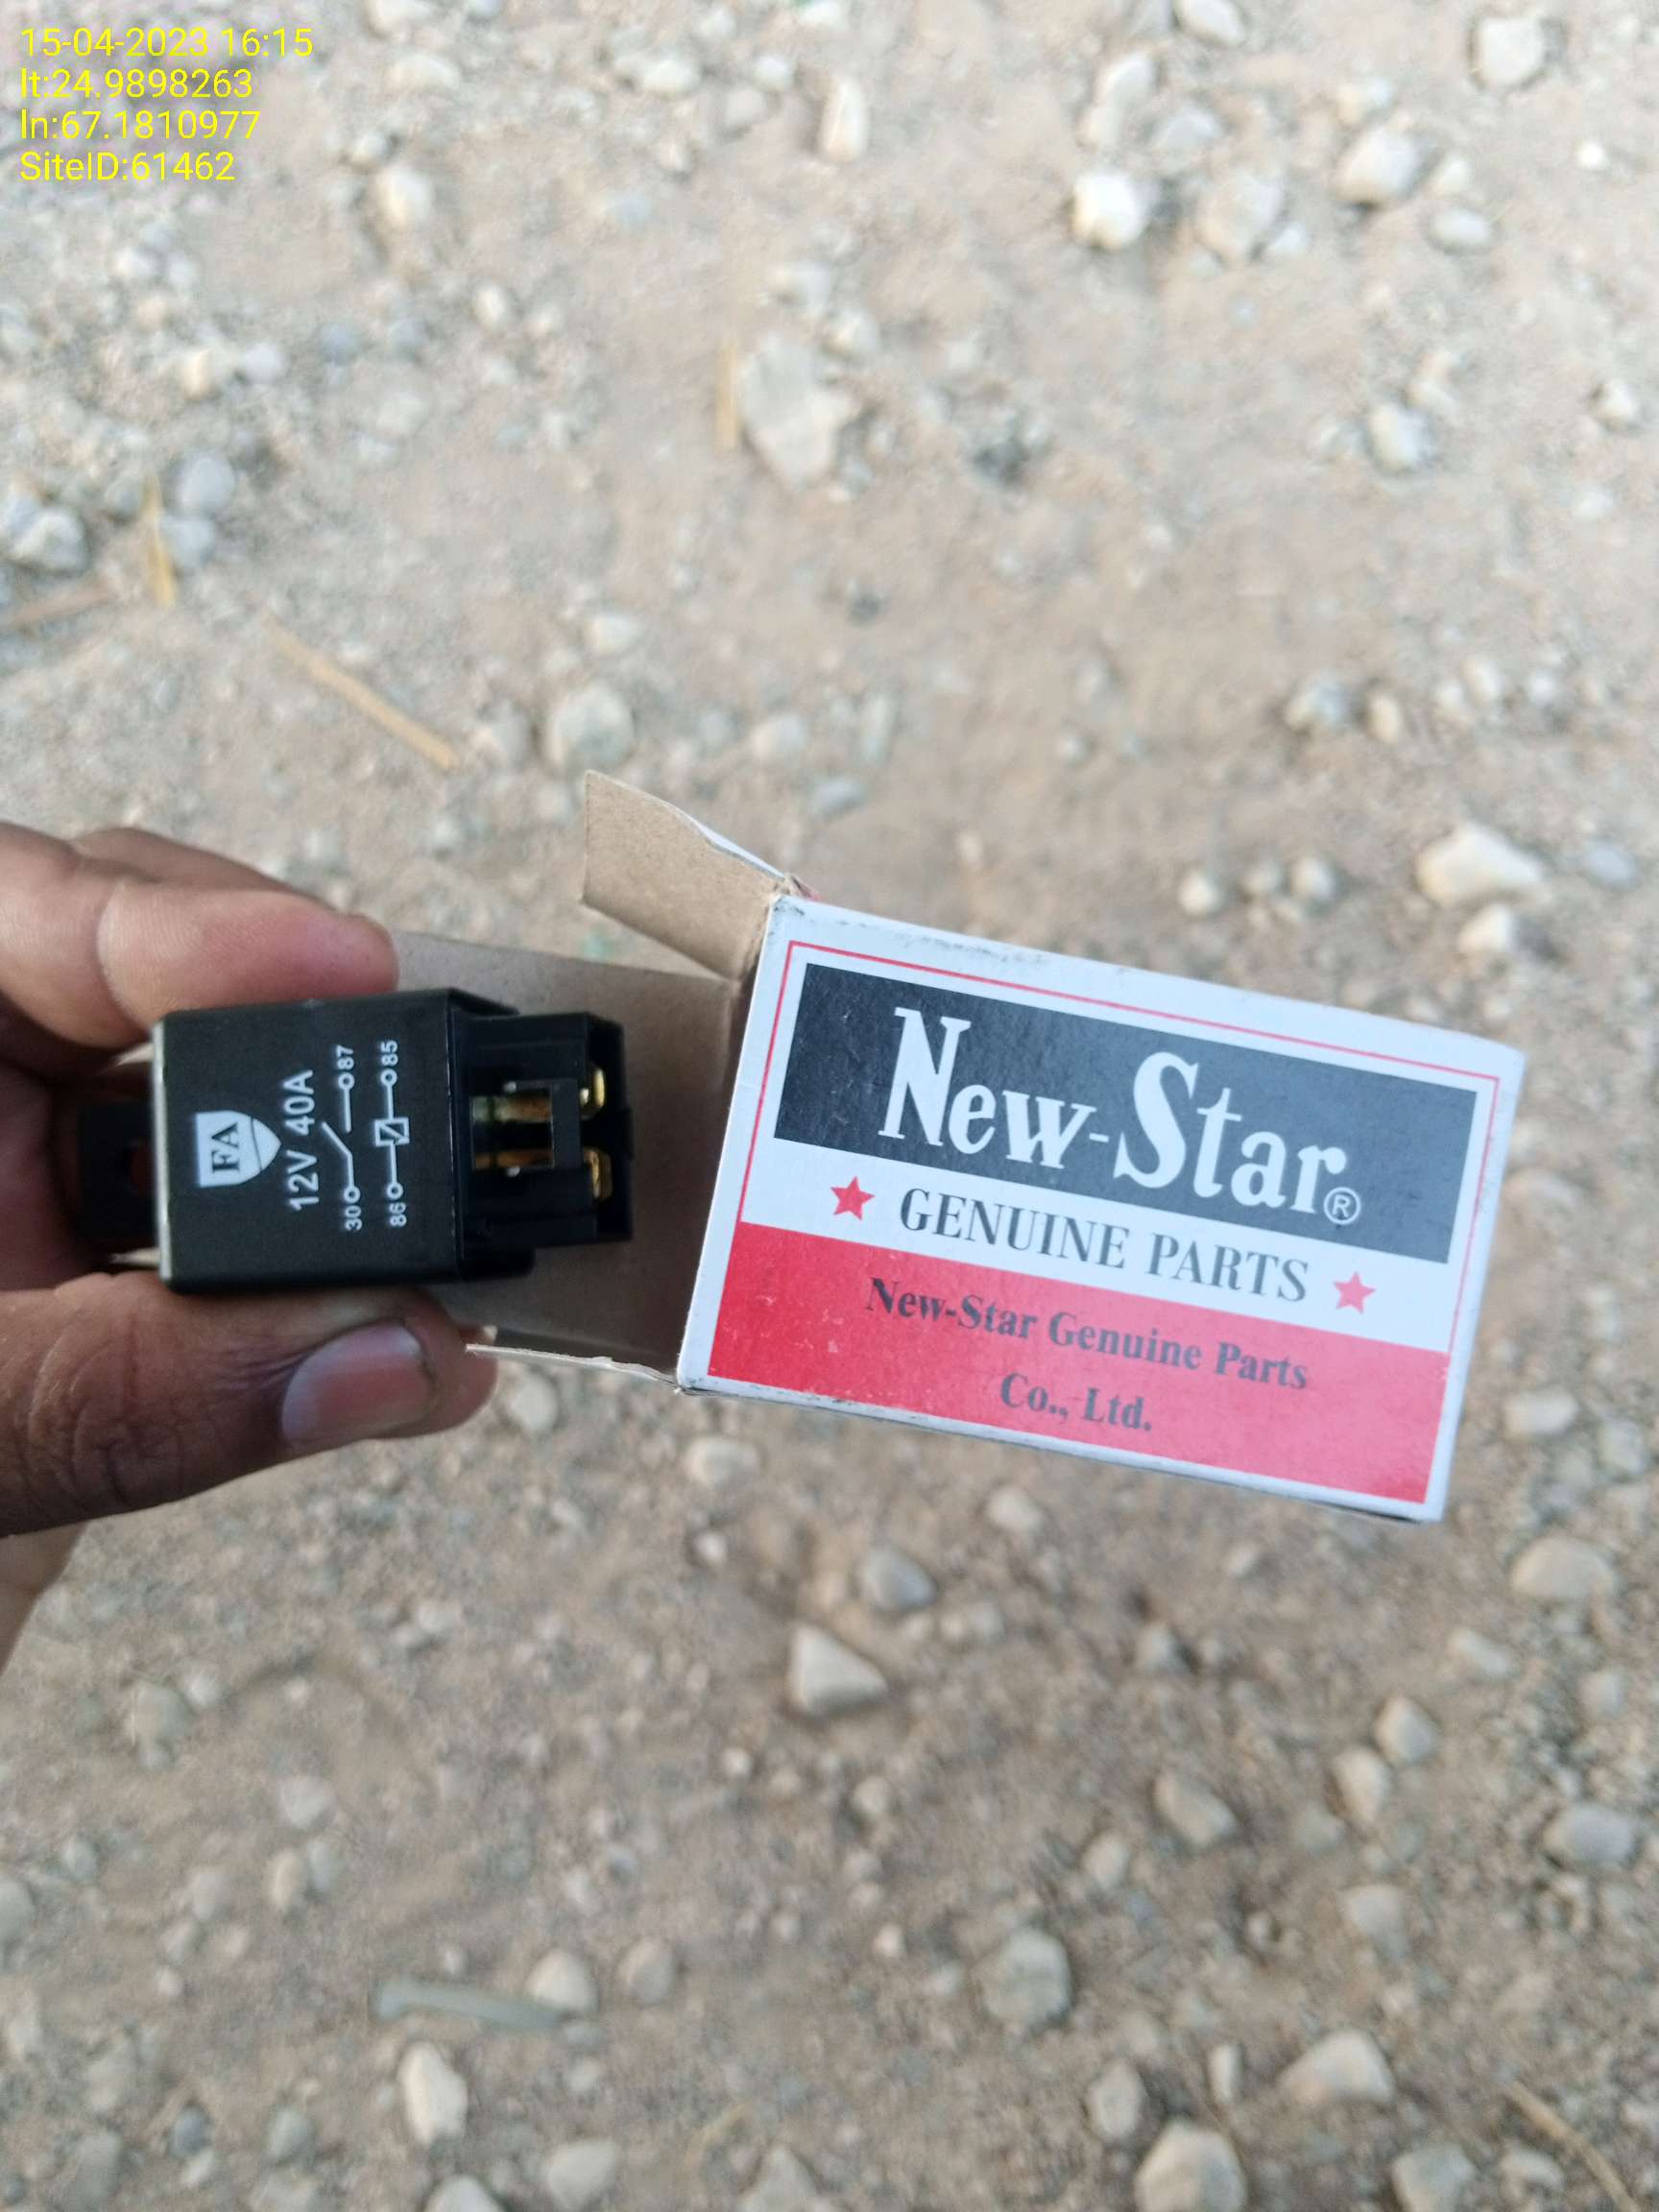 15-04-2023 16:15
lt:24.9898263
ln:67.1810977
SiteID:61462
FA
12V 40A
30 87
86 85
New-Star®
GENUINE PARTS
New-Star Genuine Parts
Co., Ltd.